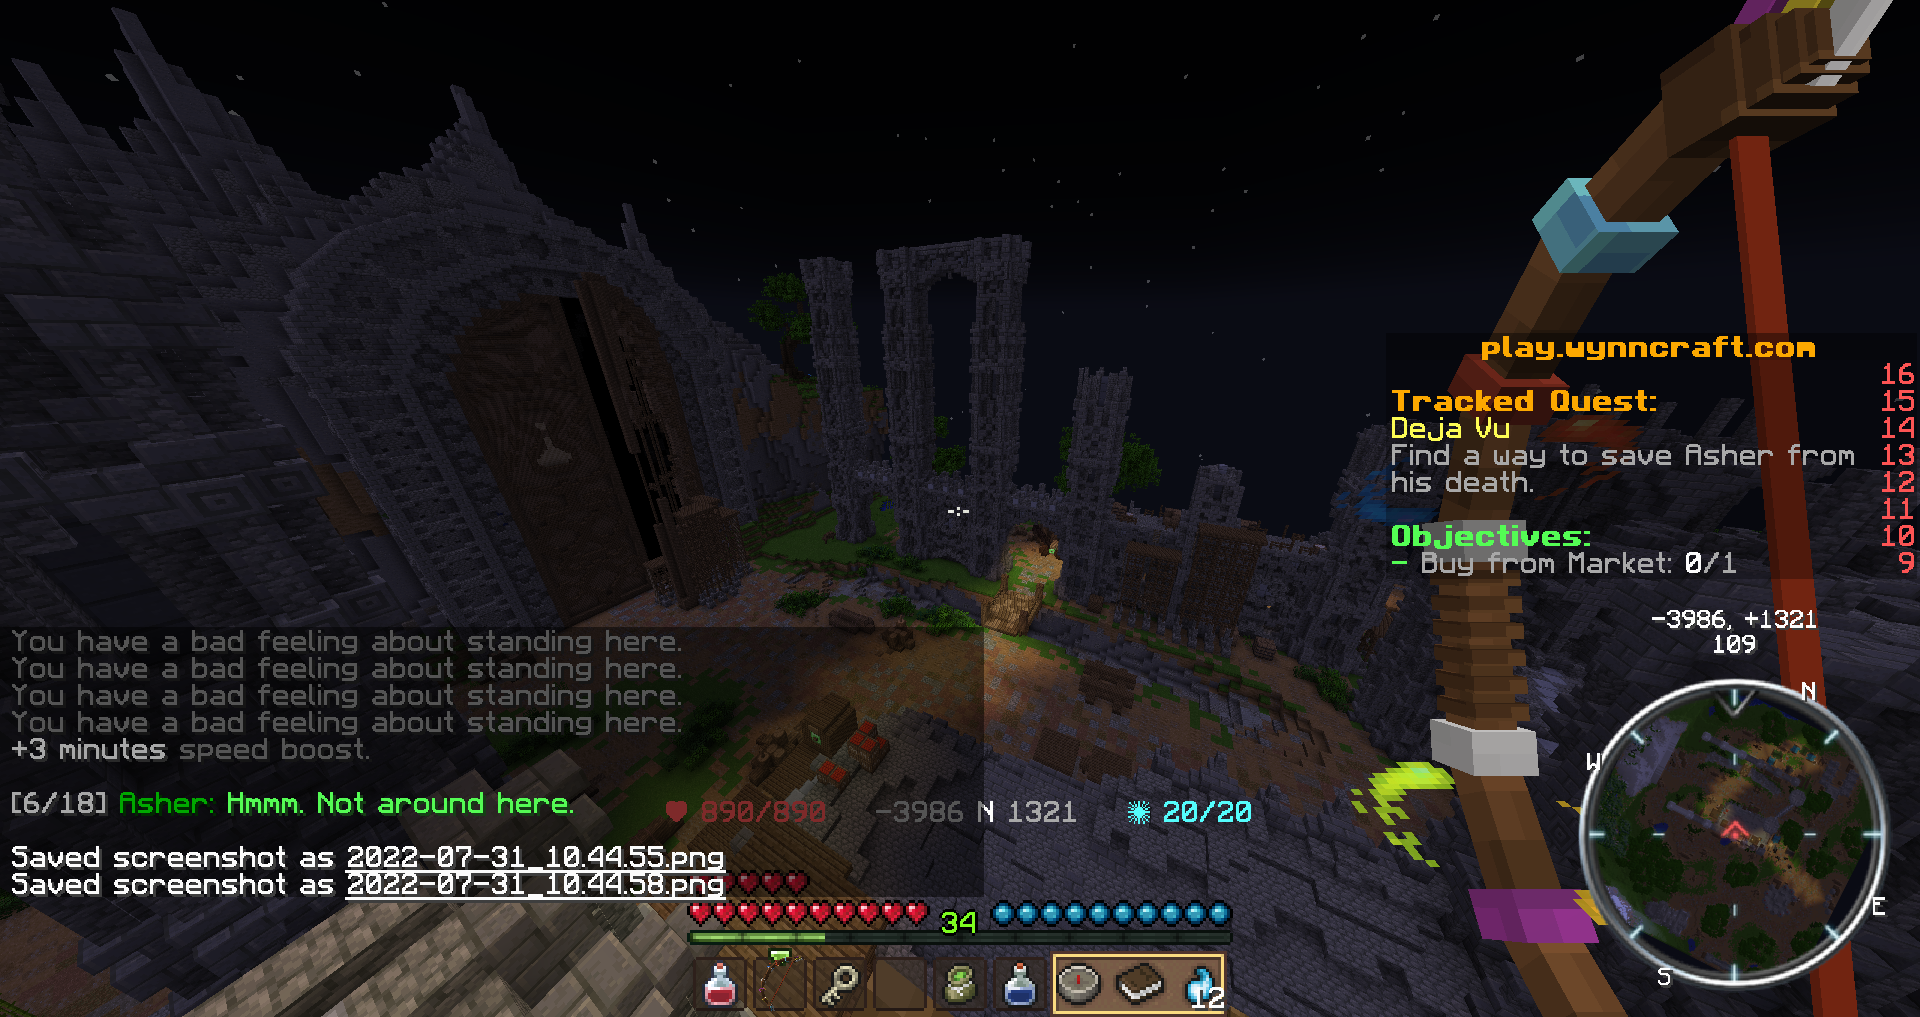 play.wynncraft.com
16
Tracked Quest: 15
Deja Vu 14
Find a way to save Asher from 13
his death. 12
11
Objectives: 10
- Buy from Market: 0/1 9
-3986, +1321
109
N
W
E
S
You have a bad feeling about standing here.
You have a bad feeling about standing here.
You have a bad feeling about standing here.
You have a bad feeling about standing here.
+3 minutes speed boost.
[6/18] Asher: Hmmm. Not around here.
890/890 -3986 N 1321 20/20
Saved screenshot as 2022-07-31_10.44.55.png
Saved screenshot as 2022-07-31_10.44.58.png
34
12